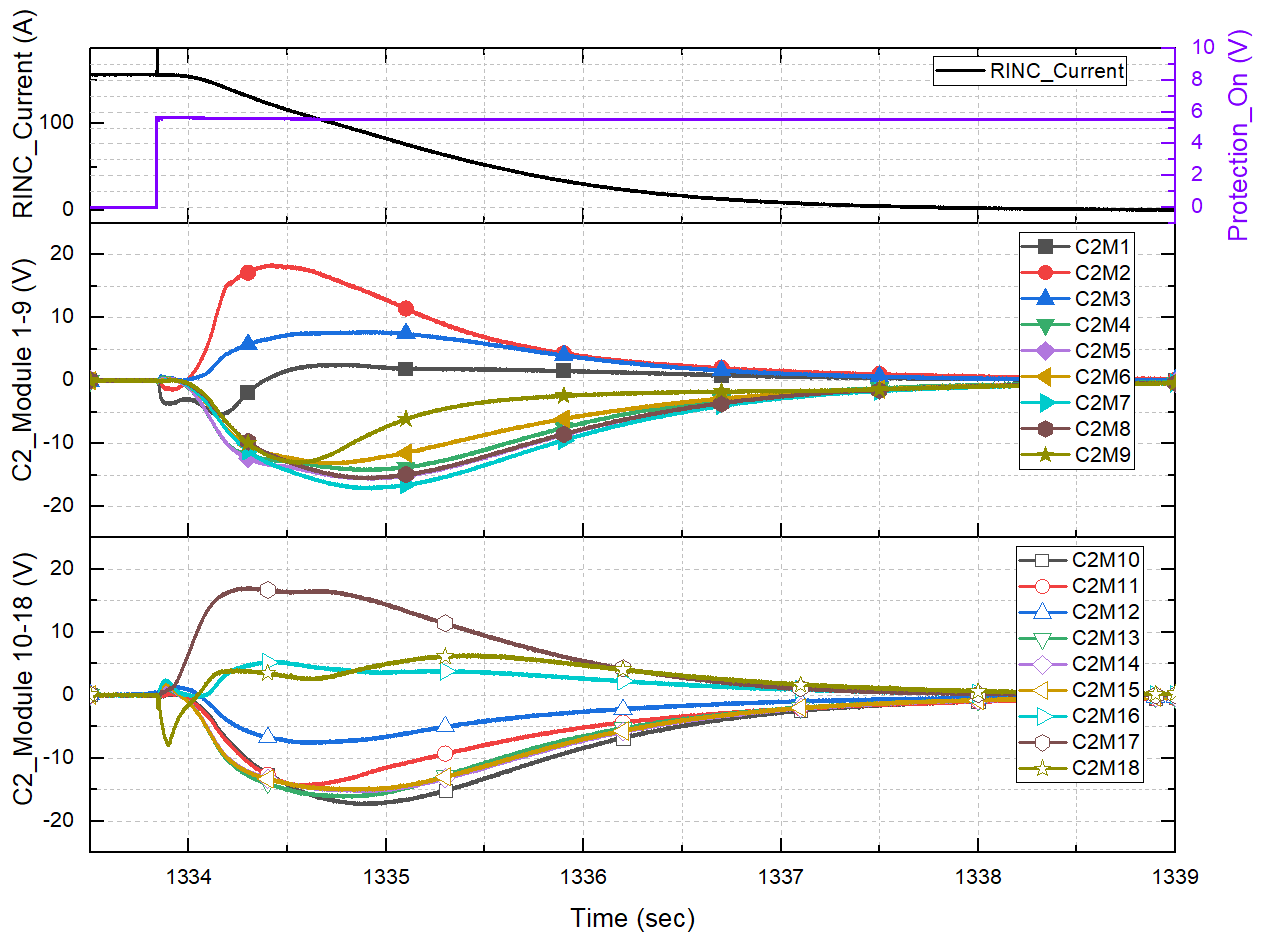 RINC_Current (A)
100
0
RINC_Current
10
8
6
4
2
0
Protection_On (V)
C2_Module 1-9 (V)
20
10
0
-10
-20
C2M1
C2M2
C2M3
C2M4
C2M5
C2M6
C2M7
C2M8
C2M9
C2_Module 10-18 (V)
20
10
0
-10
-20
C2M10
C2M11
C2M12
C2M13
C2M14
C2M15
C2M16
C2M17
C2M18
1334 1335 1336 1337 1338 1339
Time (sec)